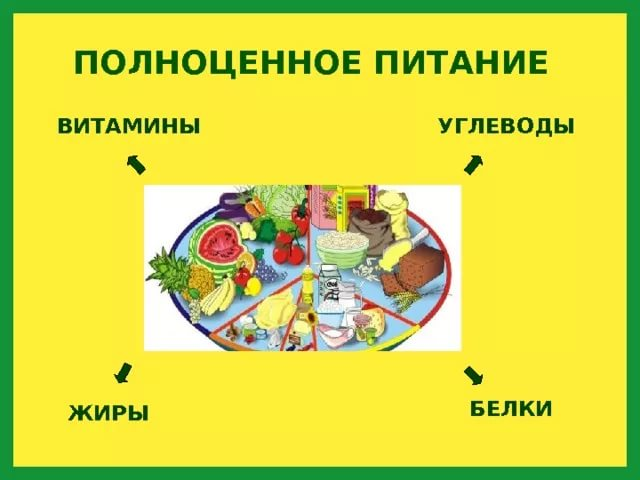 ПОЛНОЦЕННОЕ ПИТАНИЕ
ВИТАМИНЫ
УГЛЕВОДЫ
ЖИРЫ
БЕЛКИ